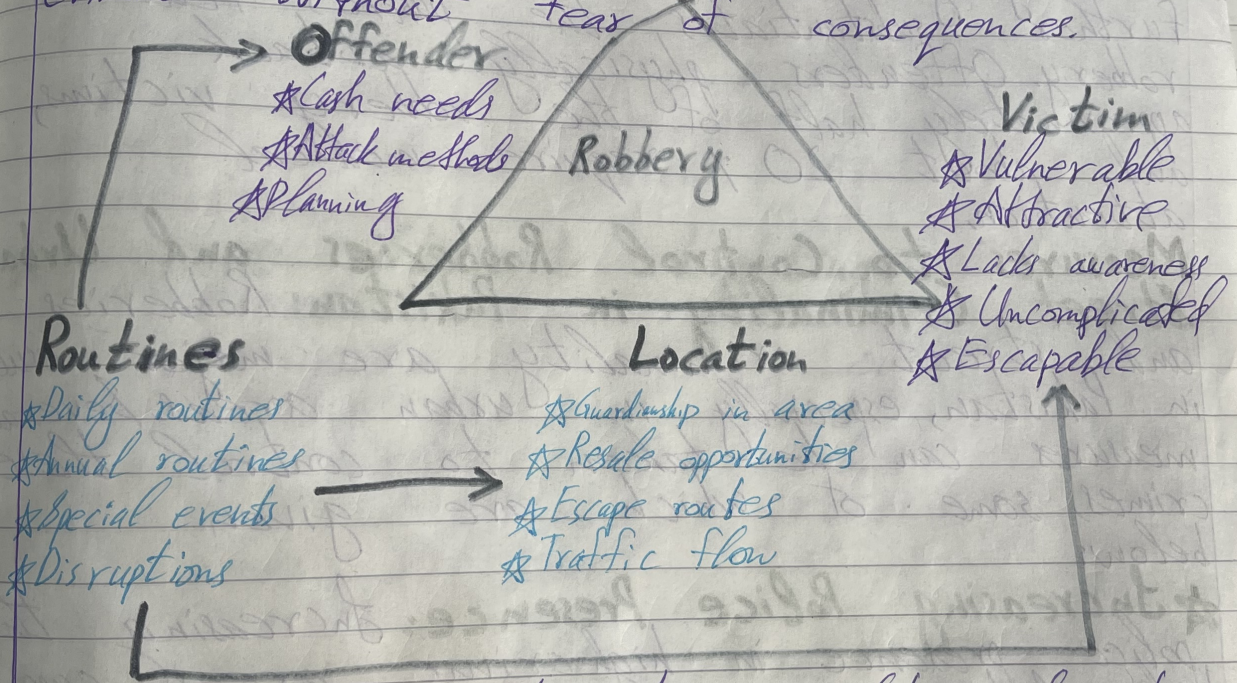 fear of consequences.
Offender
☆Cash needs
☆Attack methods
☆Planning
Robbery
Victim
☆Vulnerable
☆Attractive
☆Lacks awareness
☆Uncomplicated
☆Escapable
Routines
☆Daily routines
☆Annual routines
☆Special events
☆Disruptions
Location
☆Guardianship in area
☆Resale opportunities
☆Escape routes
☆Traffic flow